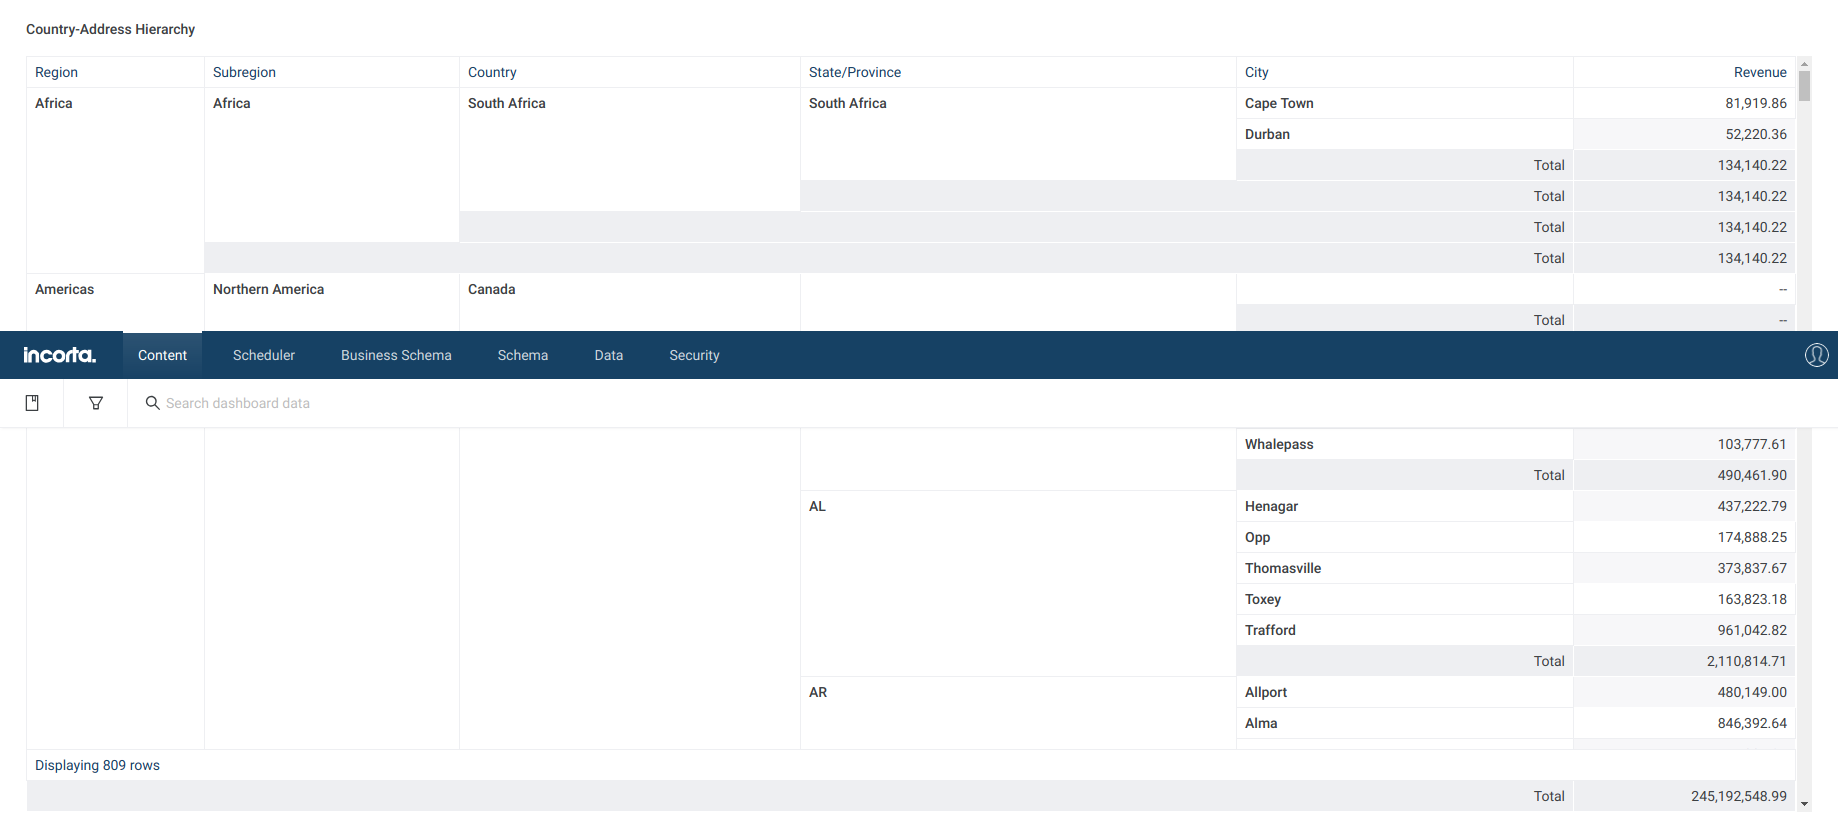 Country-Address Hierarchy
Region Subregion Country State/Province City Revenue
Africa Africa South Africa South Africa Cape Town 81,919.86
Durban 52,220.36
Total 134,140.22
Total 134,140.22
Total 134,140.22
Total 134,140.22
Americas Northern America Canada --
Total --
incorta. Content Scheduler Business Schema Schema Data Security
Search dashboard data
Whalepass 103,777.61
Total 490,461.90
AL Henagar 437,222.79
Opp 174,888.25
Thomasville 373,837.67
Toxey 163,823.18
Trafford 961,042.82
Total 2,110,814.71
AR Allport 480,149.00
Alma 846,392.64
Displaying 809 rows
Total 245,192,548.99